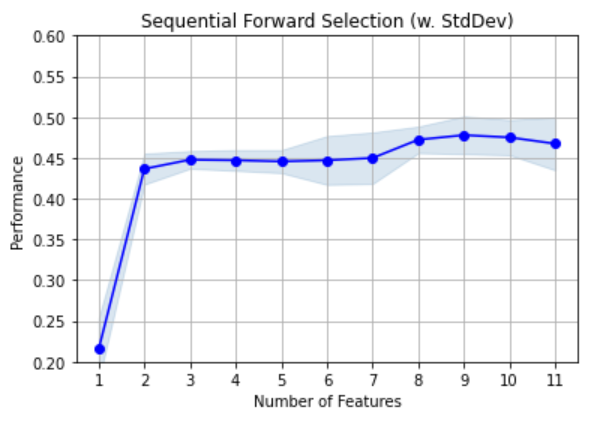 Sequential Forward Selection (w. StdDev)
0.60
0.55
0.50
0.45
0.40
0.35
0.30
0.25
0.20
Performance
1 2 3 4 5 6 7 8 9 10 11
Number of Features